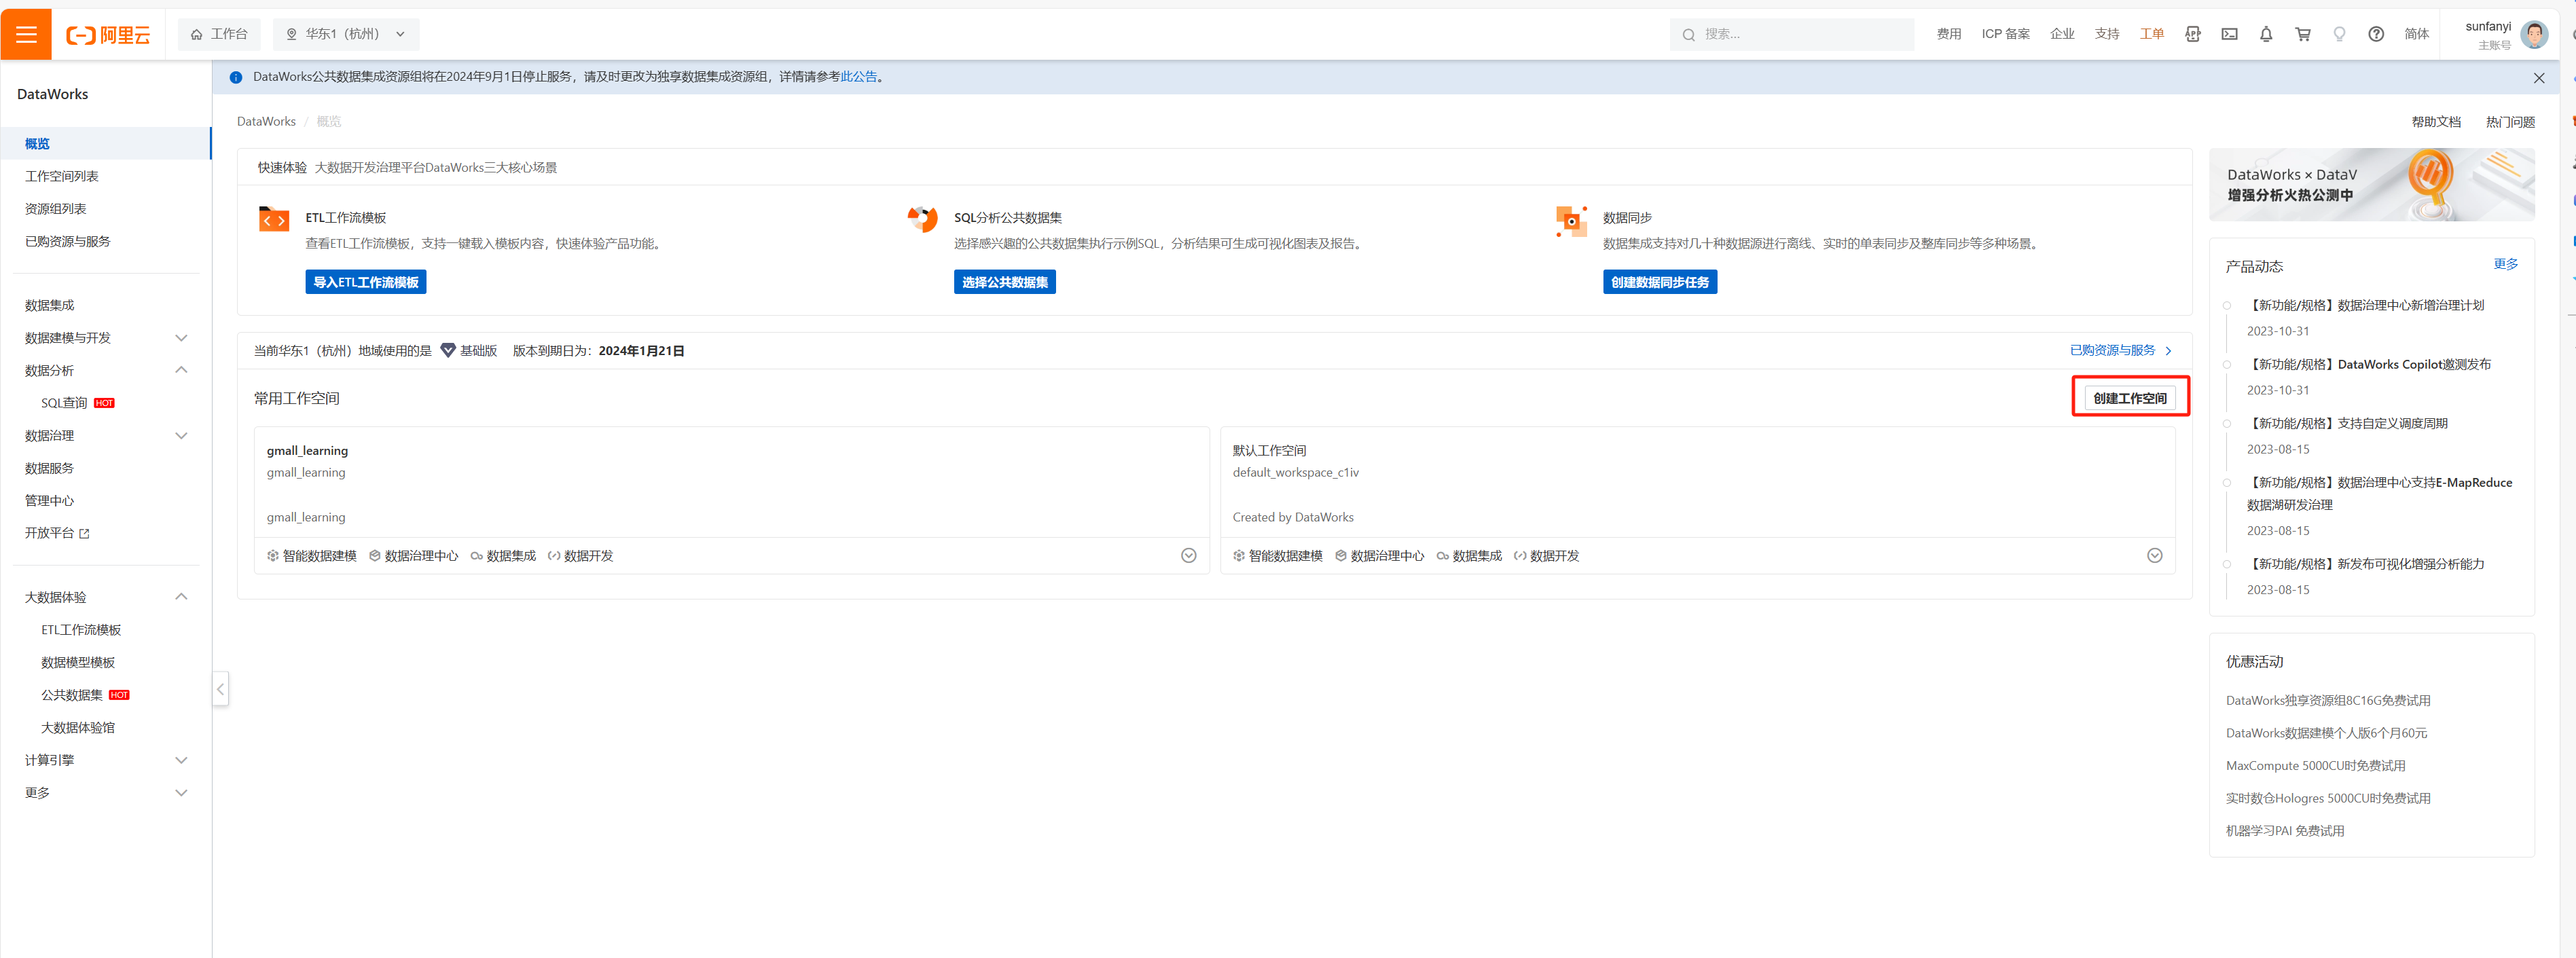 阿里云
工作台
华东1（杭州）
搜索...
费用
ICP 备案
企业
支持
工单
简体
sunfanyi
主账号
DataWorks
概览
工作空间列表
资源组列表
已购资源与服务
数据集成
数据建模与开发
数据分析
SQL查询 HOT
数据治理
数据服务
管理中心
开放平台
大数据体验
ETL工作流模板
数据模型模板
公共数据集 HOT
大数据体验馆
计算引擎
更多
DataWorks公共数据集成资源组将在2024年9月1日停止服务，请及时更改为独享数据集成资源组，详情请参考此公告。
DataWorks / 概览
帮助文档
热门问题
快速体验 大数据开发治理平台DataWorks三大核心场景
ETL工作流模板
查看ETL工作流模板，支持一键载入模板内容，快速体验产品功能。
导入ETL工作流模板
SQL分析公共数据集
选择感兴趣的公共数据集执行示例SQL，分析结果可生成可视化图表及报告。
选择公共数据集
数据同步
数据集成支持对几十种数据源进行离线、实时的单表同步及整库同步等多种场景。
创建数据同步任务
当前华东1（杭州）地域使用的是 基础版 版本到期日为：2024年1月21日
已购资源与服务
常用工作空间
创建工作空间
gmall_learning
gmall_learning
gmall_learning
智能数据建模 数据治理中心 数据集成 数据开发
默认工作空间
default_workspace_c1iv
Created by DataWorks
智能数据建模 数据治理中心 数据集成 数据开发
DataWorks × DataV
增强分析火热公测中
产品动态
更多
【新功能/规格】数据治理中心新增治理计划
2023-10-31
【新功能/规格】DataWorks Copilot邀测发布
2023-10-31
【新功能/规格】支持自定义调度周期
2023-08-15
【新功能/规格】数据治理中心支持E-MapReduce
数据湖研发治理
2023-08-15
【新功能/规格】新发布可视化增强分析能力
2023-08-15
优惠活动
DataWorks独享资源组8C16G免费试用
DataWorks数据建模个人版6个月60元
MaxCompute 5000CU时免费试用
实时数仓Hologres 5000CU时免费试用
机器学习PAI 免费试用